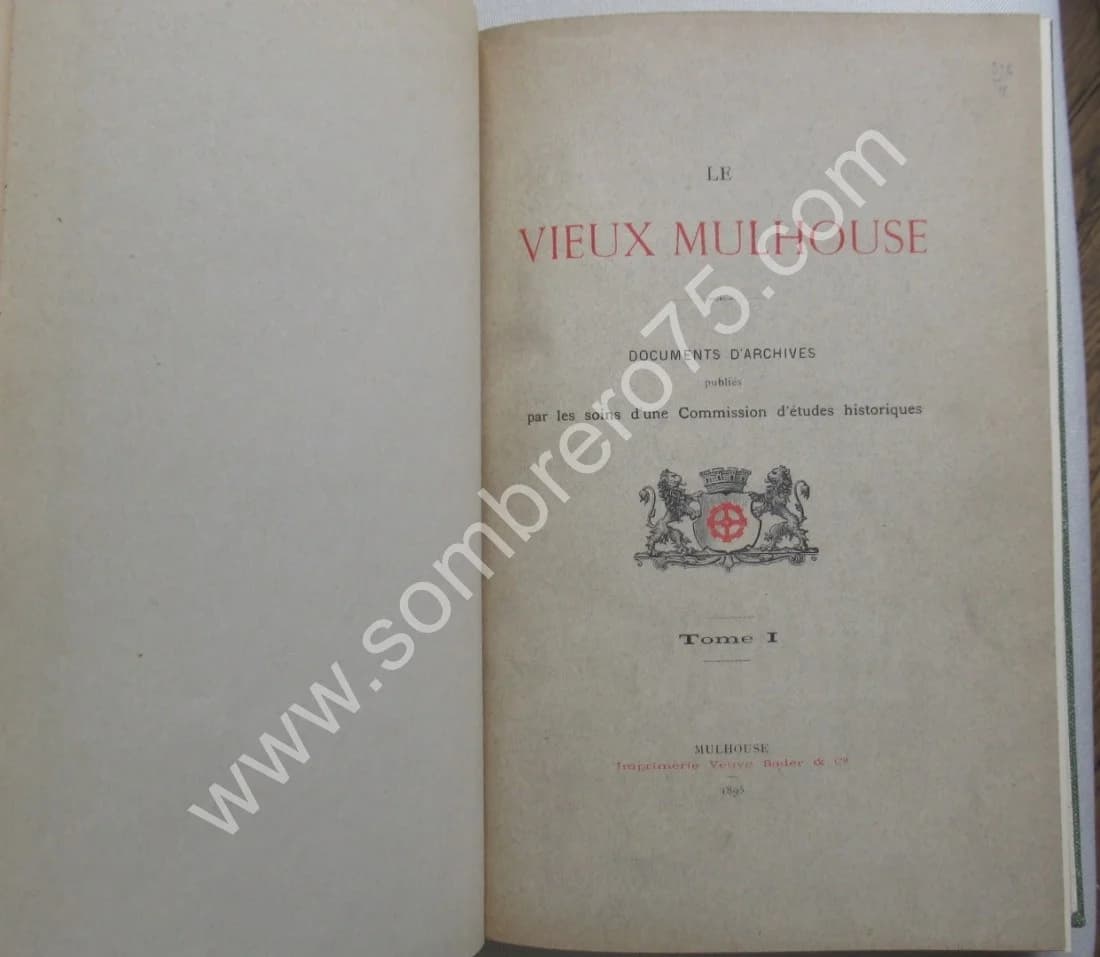 LE
VIEUX MULHOUSE
DOCUMENTS D'ARCHIVES
publiés
par les soins d'une Commission d'études historiques
Tome I
MULHOUSE
Imprimerie Veuve Bader & Cie
1895
www.sombrero75.com